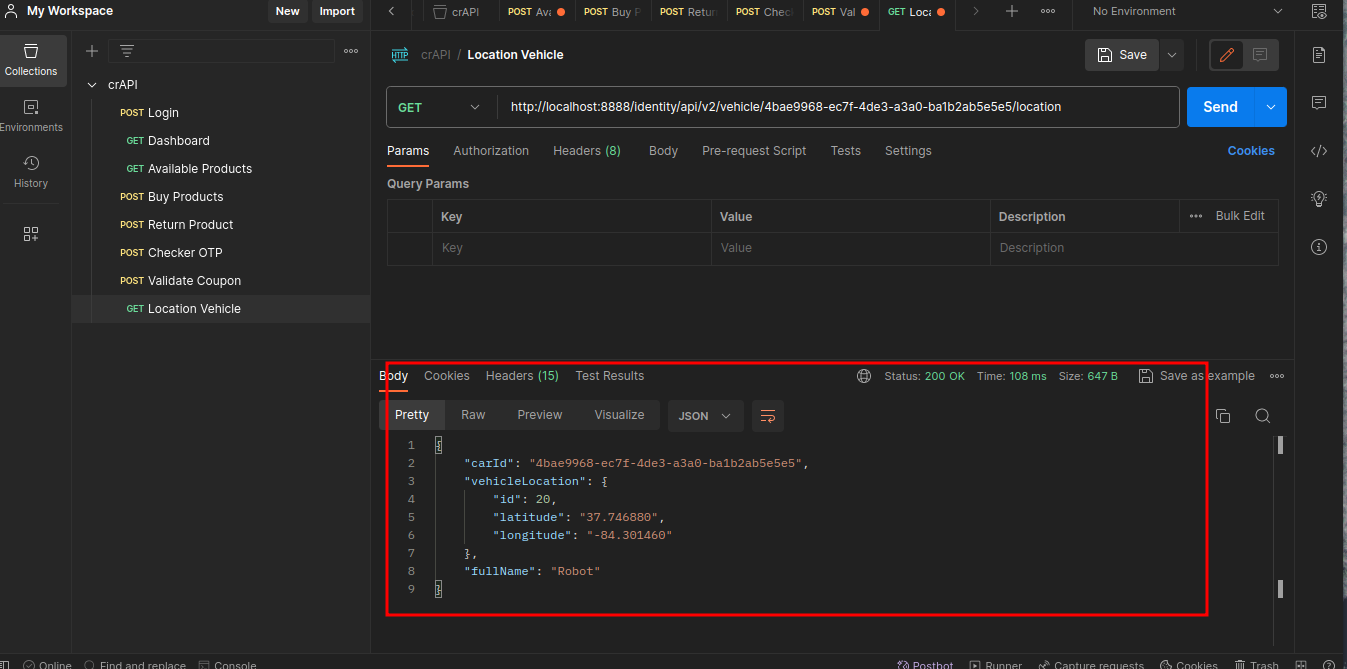 My Workspace
New
Import
crAPI
POST Ava
POST Buy P
POST Retur
POST Chec
POST Val
GET Loca
No Environment
Collections
Environments
History
crAPI
POST Login
GET Dashboard
GET Available Products
POST Buy Products
POST Return Product
POST Checker OTP
POST Validate Coupon
GET Location Vehicle
HTTP
crAPI / Location Vehicle
Save
GET
http://localhost:8888/identity/api/v2/vehicle/4bae9968-ec7f-4de3-a3a0-ba1b2ab5e5e5/location
Send
Params Authorization Headers (8) Body Pre-request Script Tests Settings Cookies
Query Params
Key Value Description Bulk Edit
Key Value Description
Body Cookies Headers (15) Test Results Status: 200 OK Time: 108 ms Size: 647 B Save as example
Pretty Raw Preview Visualize JSON
1 {
2 "carId": "4bae9968-ec7f-4de3-a3a0-ba1b2ab5e5e5",
3 "vehicleLocation": {
4 "id": 20,
5 "latitude": "37.746880",
6 "longitude": "-84.301460"
7 },
8 "fullName": "Robot"
9 }
Online Find and replace Console Postbot Runner Capture requests Cookies Trash